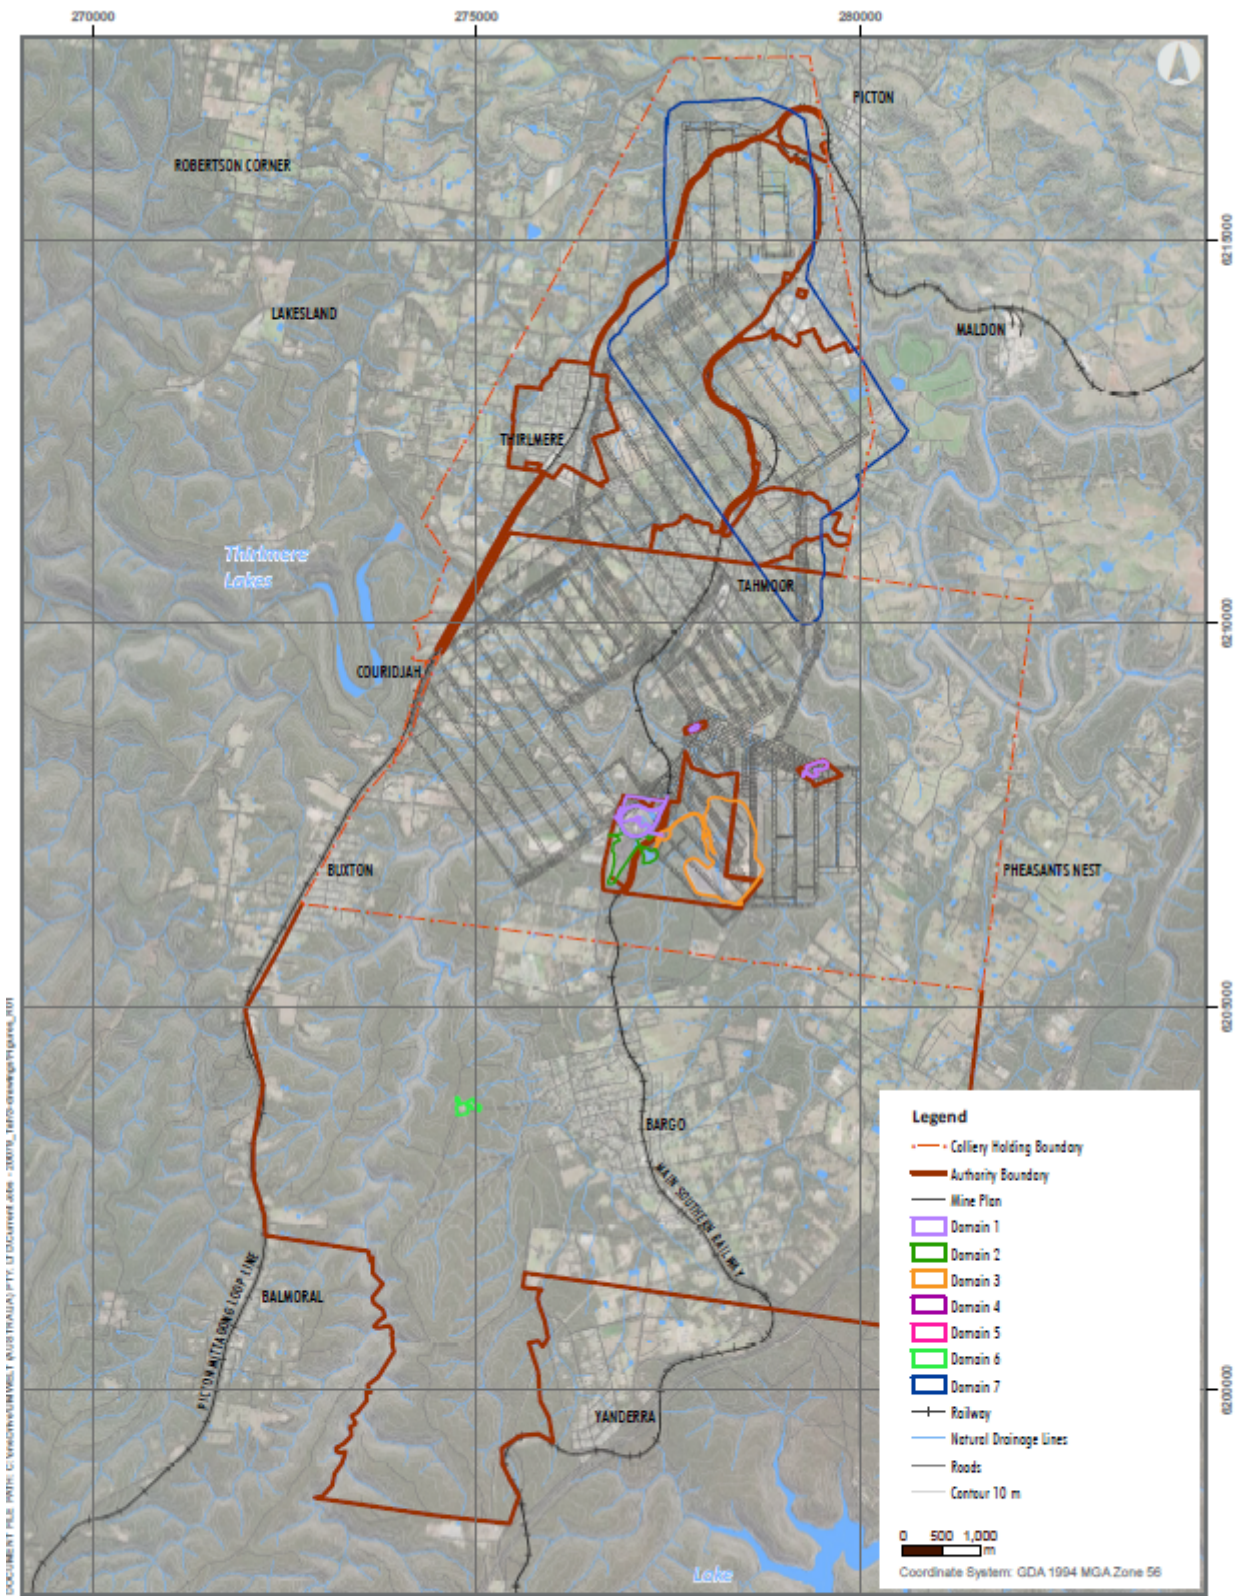 270000
275000
280000
PICTON
ROBERTSON CORNER
6215000
LAKESLAND
MALDON
THIRLMERE
Thirlmere
Lakes
TAHMOOR
6210000
COURIDJAH
BUXTON
PHEASANTS NEST
6205000
BARGO
MAIN SOUTHERN RAILWAY
BALMORAL
PICTON MITTAGONG LOOP LINE
6200000
YANDERRA
Lake
Legend
Colliery Holding Boundary
Authority Boundary
Mine Plan
Domain 1
Domain 2
Domain 3
Domain 4
Domain 5
Domain 6
Domain 7
Railway
Natural Drainage Lines
Roads
Contour 10 m
0 500 1,000
m
Coordinate System: GDA 1994 MGA Zone 56